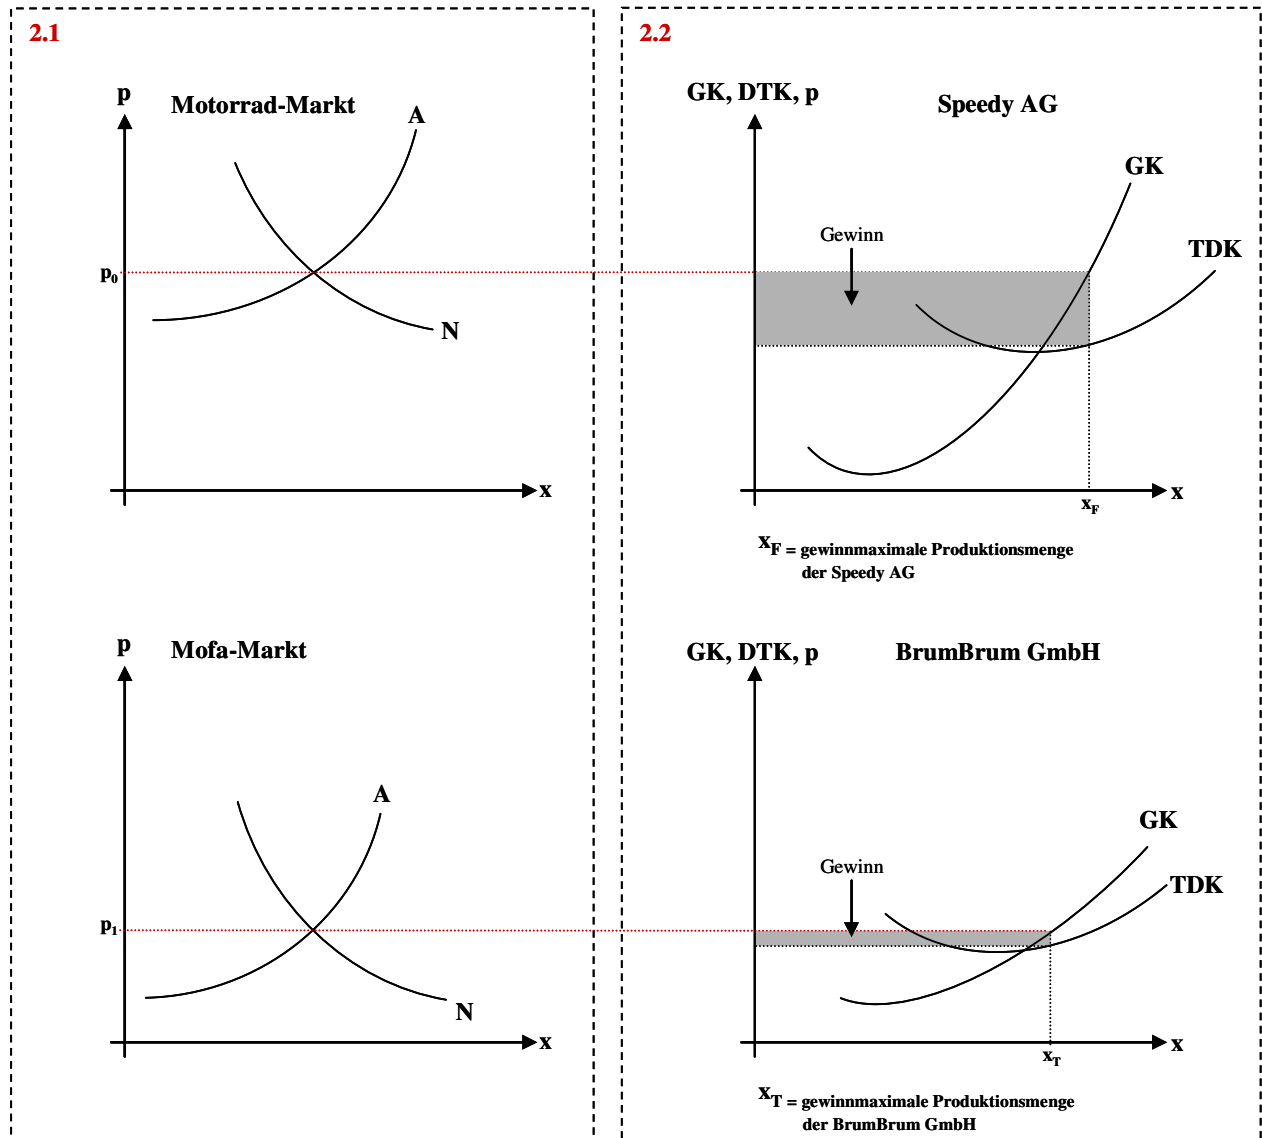 2.1
p
Motorrad-Markt
A
p0
N
x
2.2
GK, DTK, p
Speedy AG
GK
TDK
Gewinn
x
xF
xF = gewinnmaximale Produktionsmenge
der Speedy AG
p
Mofa-Markt
A
p1
N
x
GK, DTK, p
BrumBrum GmbH
GK
TDK
Gewinn
x
xT
xT = gewinnmaximale Produktionsmenge
der BrumBrum GmbH